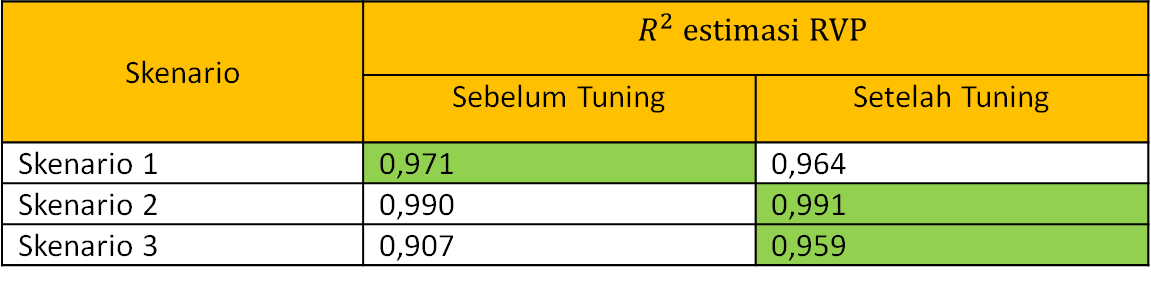 Skenario
R² estimasi RVP
Sebelum Tuning
Setelah Tuning
Skenario 1
0,971
0,964
Skenario 2
0,990
0,991
Skenario 3
0,907
0,959